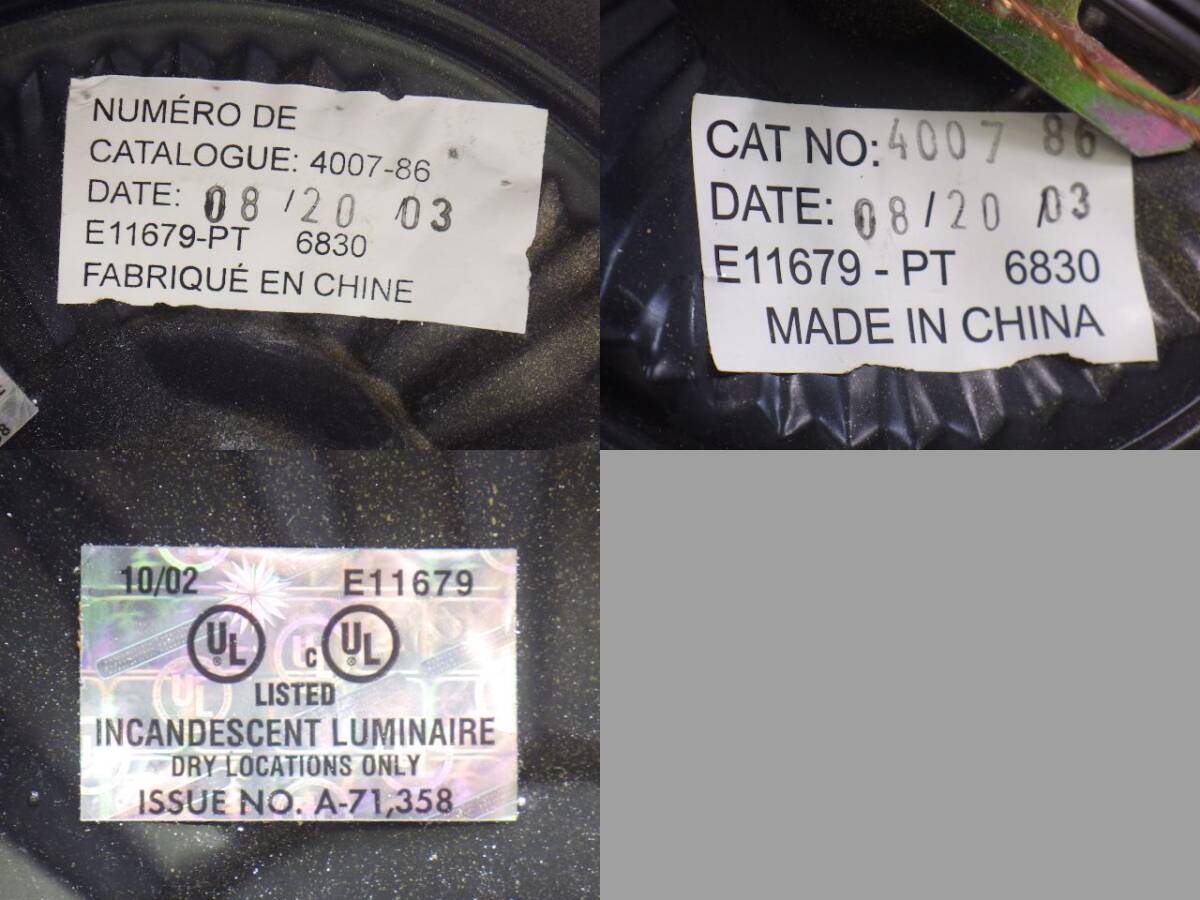 NUMÉRO DE
CATALOGUE: 4007-86
DATE: 08/20/03
E11679-PT 6830
FABRIQUÉ EN CHINE
CAT NO: 4007 86
DATE: 08/20/03
E11679 - PT 6830
MADE IN CHINA
10/02 E11679
UL® c UL®
LISTED
INCANDESCENT LUMINAIRE
DRY LOCATIONS ONLY
ISSUE NO. A-71,358